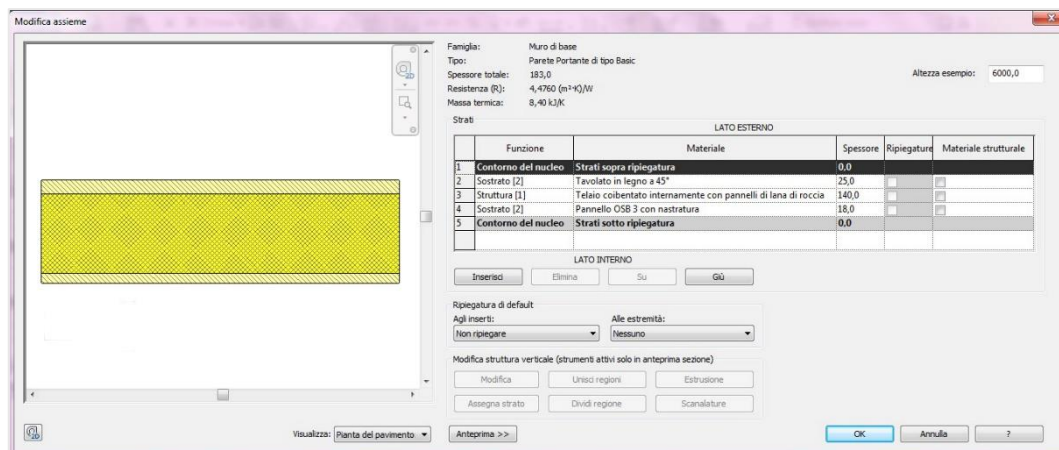 Modifica assieme
Famiglia: Muro di base
Tipo: Parete Portante di tipo Basic
Spessore totale: 183,0
Resistenza (R): 4,4760 (m²·K)/W
Massa termica: 8,40 kJ/K
Altezza esempio: 6000,0
Strati
LATO ESTERNO
Funzione Materiale Spessore Ripiegature Materiale strutturale
1 Contorno del nucleo Strati sopra ripiegatura 0.0
2 Sostrato [2] Tavolato in legno a 45° 25,0
3 Struttura [1] Telaio coibentato internamente con pannelli di lana di roccia 140,0
4 Sostrato [2] Pannello OSB 3 con nastratura 18,0
5 Contorno del nucleo Strati sotto ripiegatura 0.0
LATO INTERNO
Inserisci Elimina Su Giù
Ripiegatura di default
Agli inserti: Alle estremità:
Non ripiegare Nessuno
Modifica struttura verticale (strumenti attivi solo in anteprima sezione)
Modifica Unisci regioni Estrusione
Assegna strato Dividi regione Scanalature
2D
Visualizza: Pianta del pavimento Anteprima >> OK Annulla ?